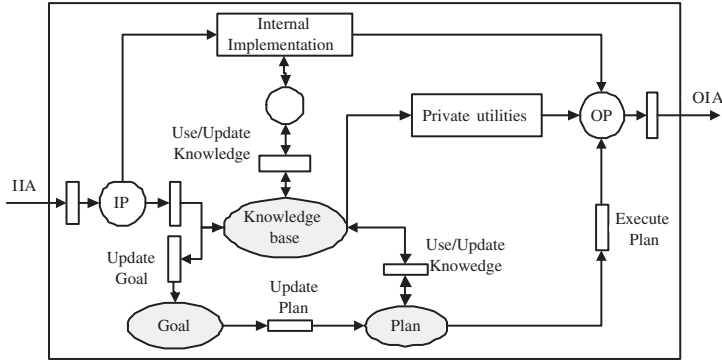 Internal
Implementation
OIA
Private utilities
OP
Use/Update
Knowledge
IIA
IP
Knowledge
base
Execute
Plan
Update
Goal
Use/Update
Knowedge
Update
Plan
Goal
Plan